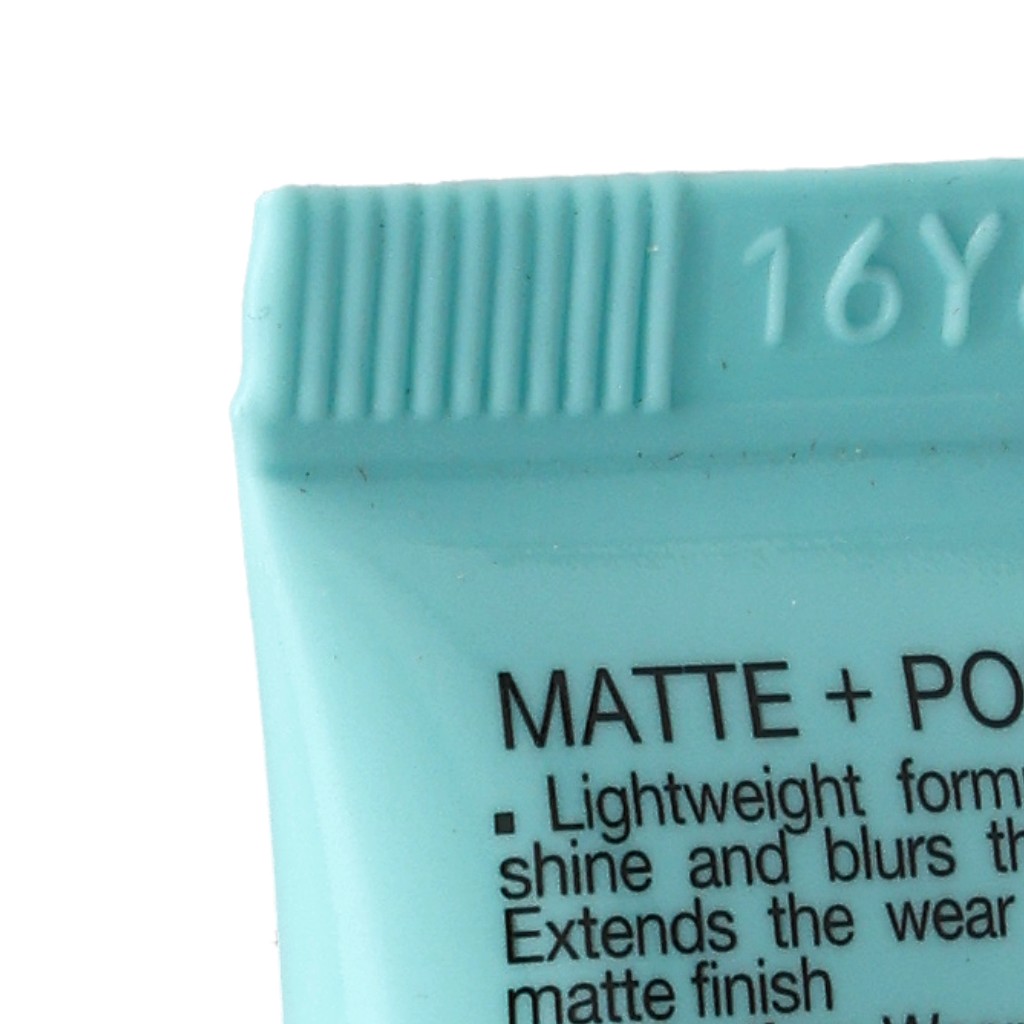 16Y
MATTE + PO
▪ Lightweight form
shine and blurs th
Extends the wear
matte finish